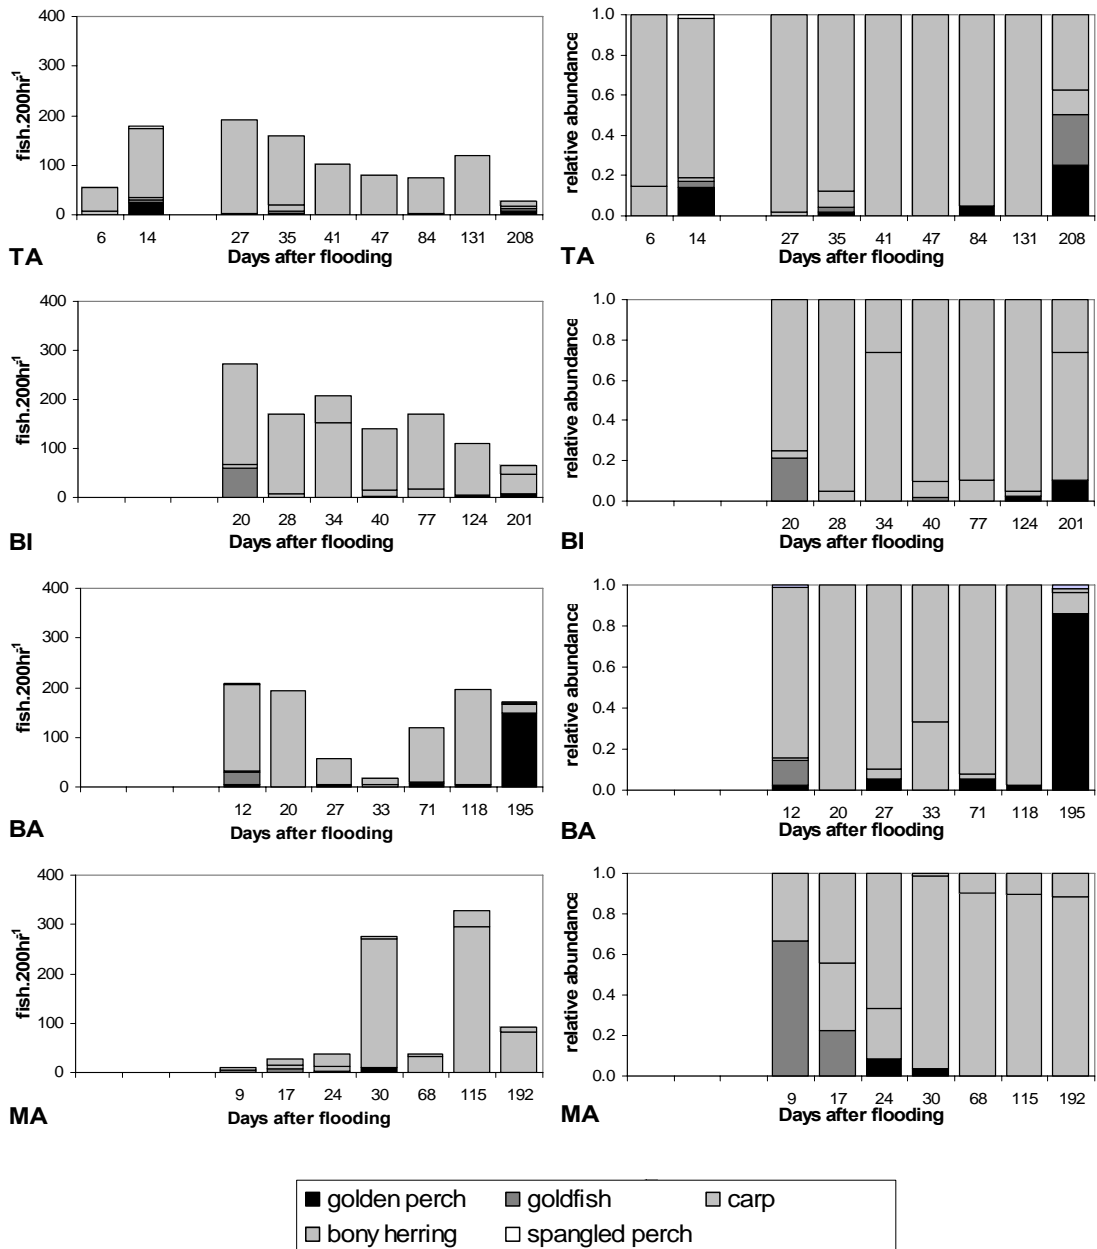 400
300
200
100
0
fish.200hr⁻¹
6 14 27 35 41 47 84 131 208
TA
Days after flooding
1.0
0.8
0.6
0.4
0.2
0.0
relative abundance
6 14 27 35 41 47 84 131 208
TA
Days after flooding
400
300
200
100
0
fish.200hr⁻¹
20 28 34 40 77 124 201
BI
Days after flooding
1.0
0.8
0.6
0.4
0.2
0.0
relative abundance
20 28 34 40 77 124 201
BI
Days after flooding
400
300
200
100
0
fish.200hr⁻¹
12 20 27 33 71 118 195
BA
Days after flooding
1.0
0.8
0.6
0.4
0.2
0.0
relative abundance
12 20 27 33 71 118 195
BA
Days after flooding
400
300
200
100
0
fish.200hr⁻¹
9 17 24 30 68 115 192
MA
Days after flooding
1.0
0.8
0.6
0.4
0.2
0.0
relative abundance
9 17 24 30 68 115 192
MA
Days after flooding
golden perch goldfish carp
bony herring spangled perch